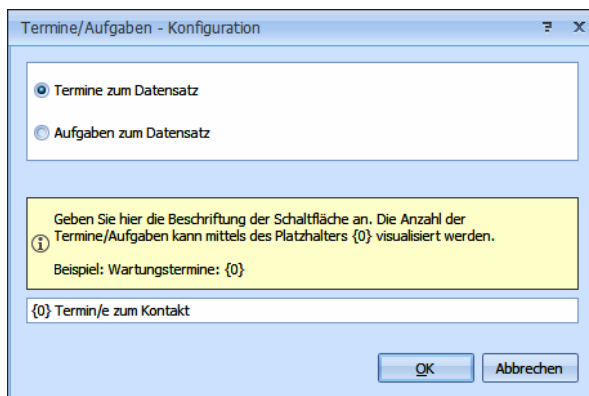 Termine/Aufgaben - Konfiguration
Termine zum Datensatz
Aufgaben zum Datensatz
Geben Sie hier die Beschriftung der Schaltfläche an. Die Anzahl der
Termine/Aufgaben kann mittels des Platzhalters {0} visualisiert werden.
Beispiel: Wartungstermine: {0}
{0} Termin/e zum Kontakt
OK
Abbrechen